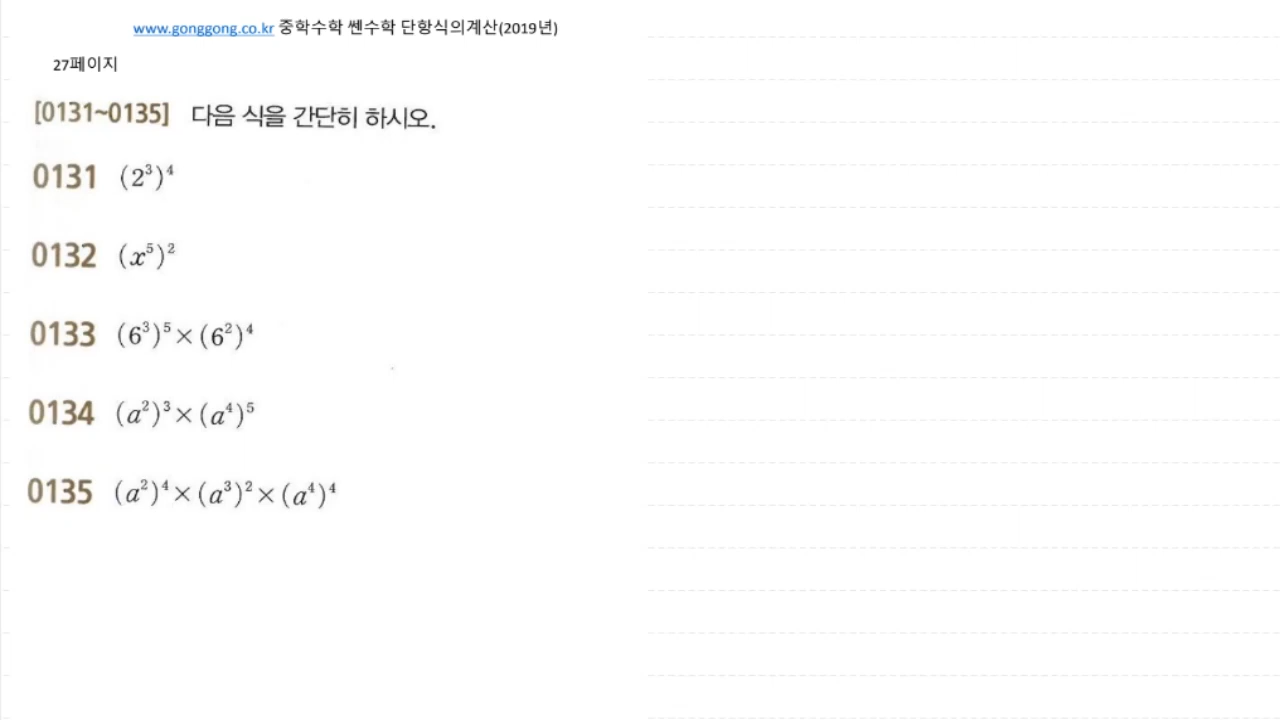 www.gonggong.co.kr 중학수학 쎈수학 단항식의계산(2019년)
27페이지
[0131~0135] 다음 식을 간단히 하시오.
0131 (2³)⁴
0132 (x⁵)²
0133 (6³)⁵×(6²)⁴
0134 (a²)³×(a⁴)⁵
0135 (a²)⁴×(a³)²×(a⁴)⁴